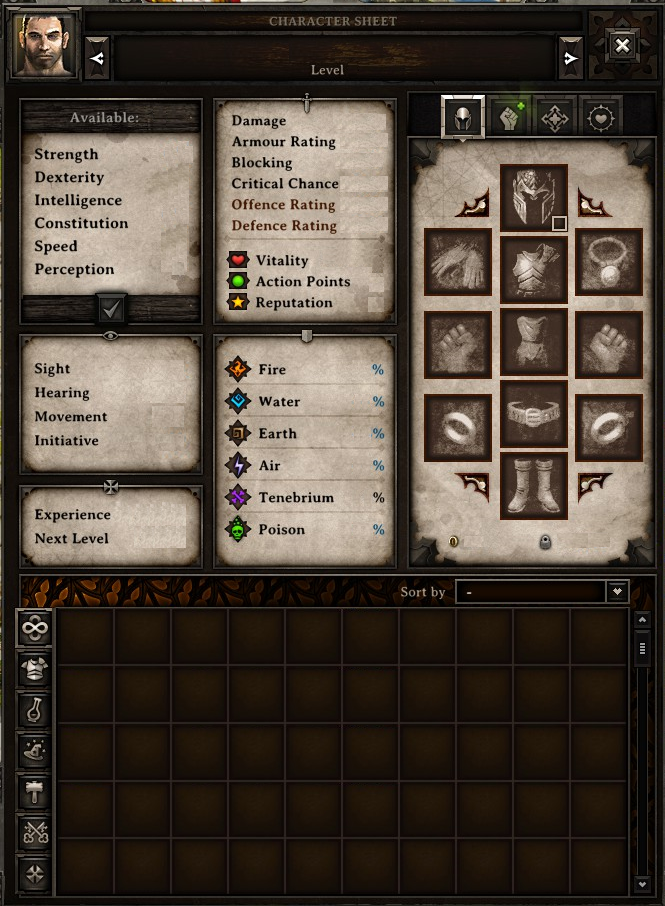 CHARACTER SHEET
Level
Available:
Strength
Dexterity
Intelligence
Constitution
Speed
Perception
Damage
Armour Rating
Blocking
Critical Chance
Offence Rating
Defence Rating
Vitality
Action Points
Reputation
Sight
Hearing
Movement
Initiative
Experience
Next Level
Fire %
Water %
Earth %
Air %
Tenebrium %
Poison %
Sort by -